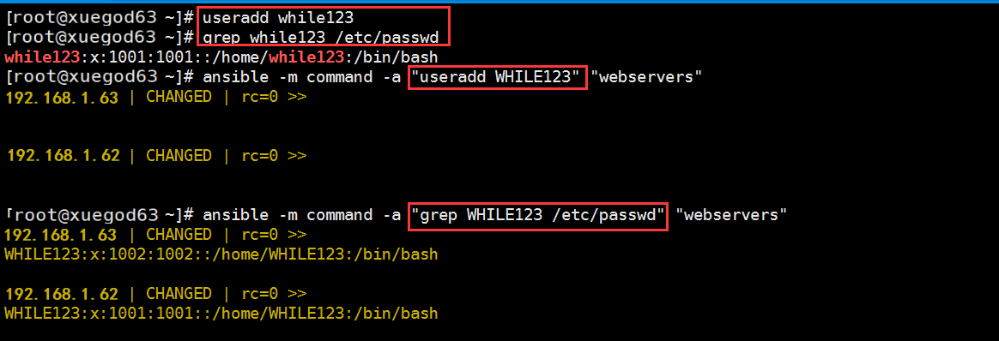 [root@xuegod63 ~]# useradd while123
[root@xuegod63 ~]# grep while123 /etc/passwd
while123:x:1001:1001::/home/while123:/bin/bash
[root@xuegod63 ~]# ansible -m command -a "useradd WHILE123" "webservers"
192.168.1.63 | CHANGED | rc=0 >>
192.168.1.62 | CHANGED | rc=0 >>
[root@xuegod63 ~]# ansible -m command -a "grep WHILE123 /etc/passwd" "webservers"
192.168.1.63 | CHANGED | rc=0 >>
WHILE123:x:1002:1002::/home/WHILE123:/bin/bash
192.168.1.62 | CHANGED | rc=0 >>
WHILE123:x:1001:1001::/home/WHILE123:/bin/bash